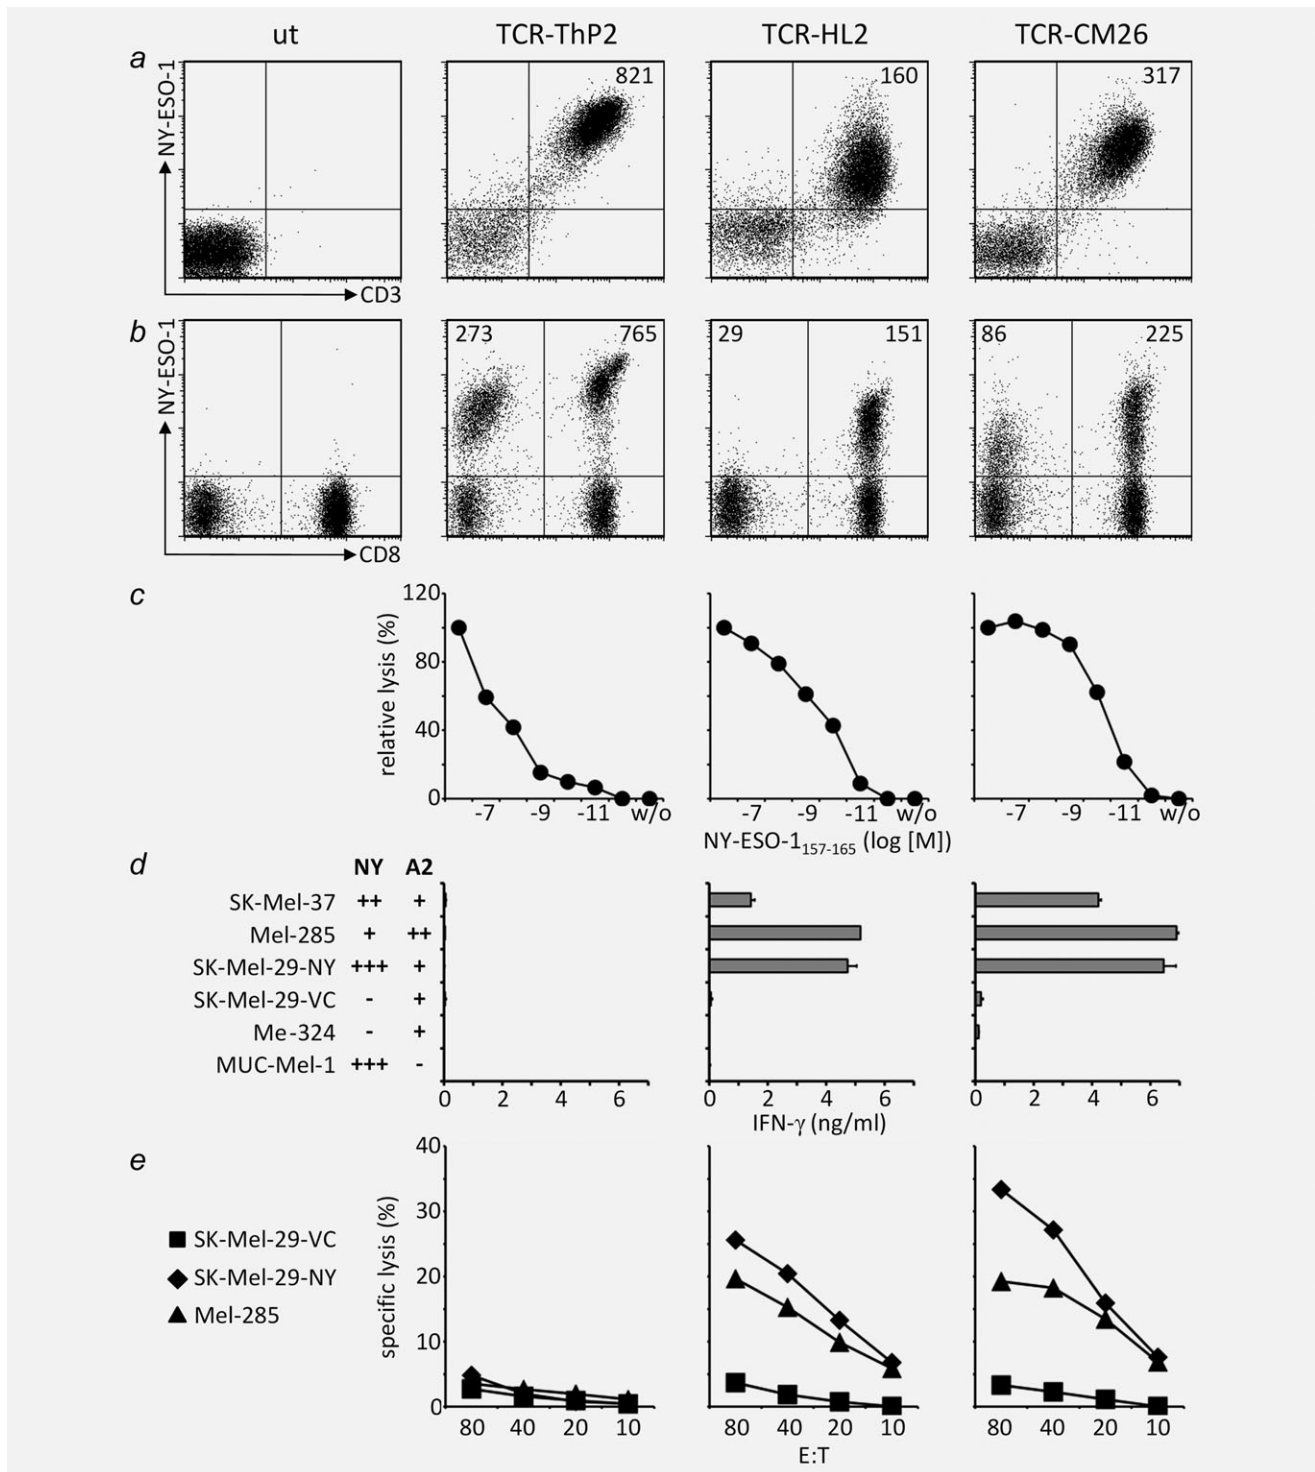 ut TCR-ThP2 TCR-HL2 TCR-CM26
a
NY-ESO-1
821
160
317
CD3
b
NY-ESO-1
273 765
29 151
86 225
CD8
c
relative lysis (%)
120
80
40
0
-7 -9 -11 w/o
-7 -9 -11 w/o
-7 -9 -11 w/o
NY-ESO-1157-165 (log [M])
d
NY A2
SK-Mel-37 ++ +
Mel-285 + ++
SK-Mel-29-NY +++ +
SK-Mel-29-VC - +
Me-324 - +
MUC-Mel-1 +++ -
0 2 4 6
0 2 4 6
0 2 4 6
IFN-γ (ng/ml)
e
SK-Mel-29-VC
SK-Mel-29-NY
Mel-285
specific lysis (%)
40
30
20
10
0
80 40 20 10
80 40 20 10
80 40 20 10
E:T